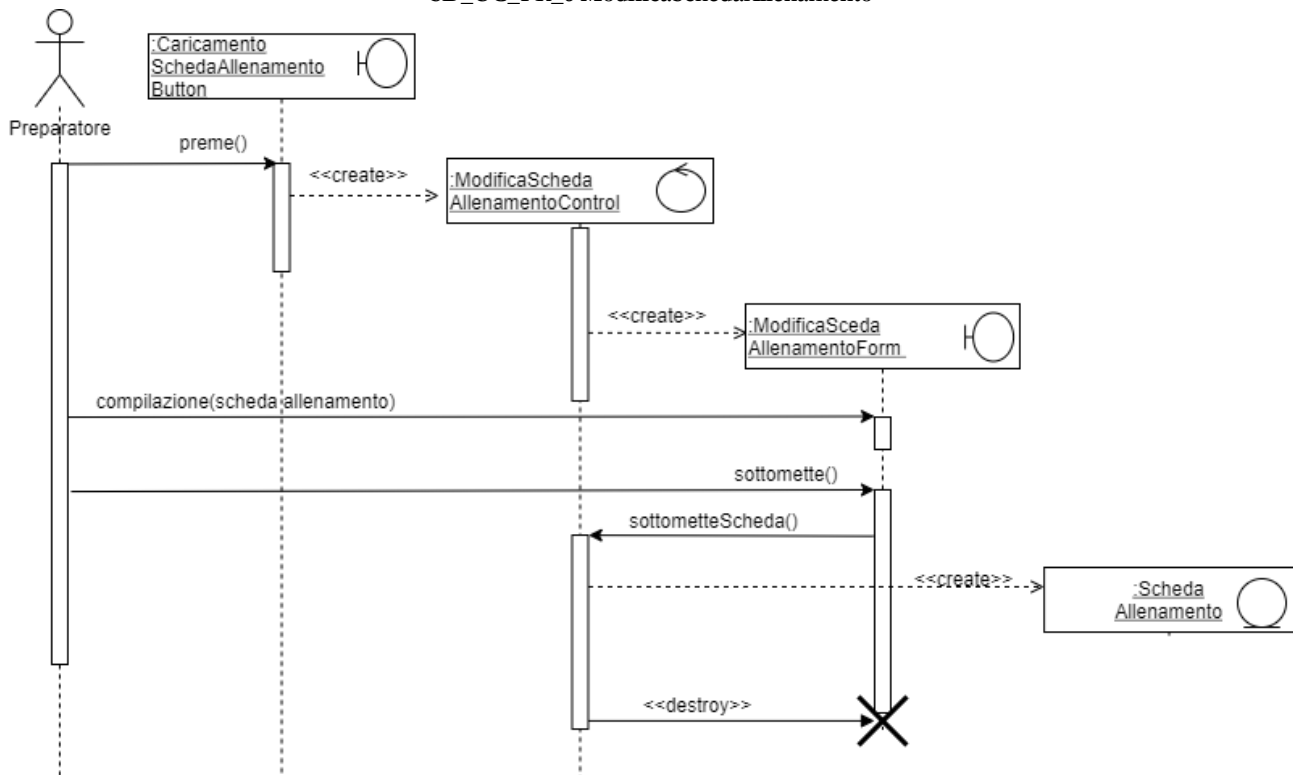 ModificaSchedaAllenamento
:Caricamento
SchedaAllenamento
Button
Preparatore
preme()
<<create>>
:ModificaScheda
AllenamentoControl
<<create>>
:ModificaSceda
AllenamentoForm
compilazione(scheda allenamento)
sottomette()
sottometteScheda()
<<create>>
:Scheda
Allenamento
<<destroy>>